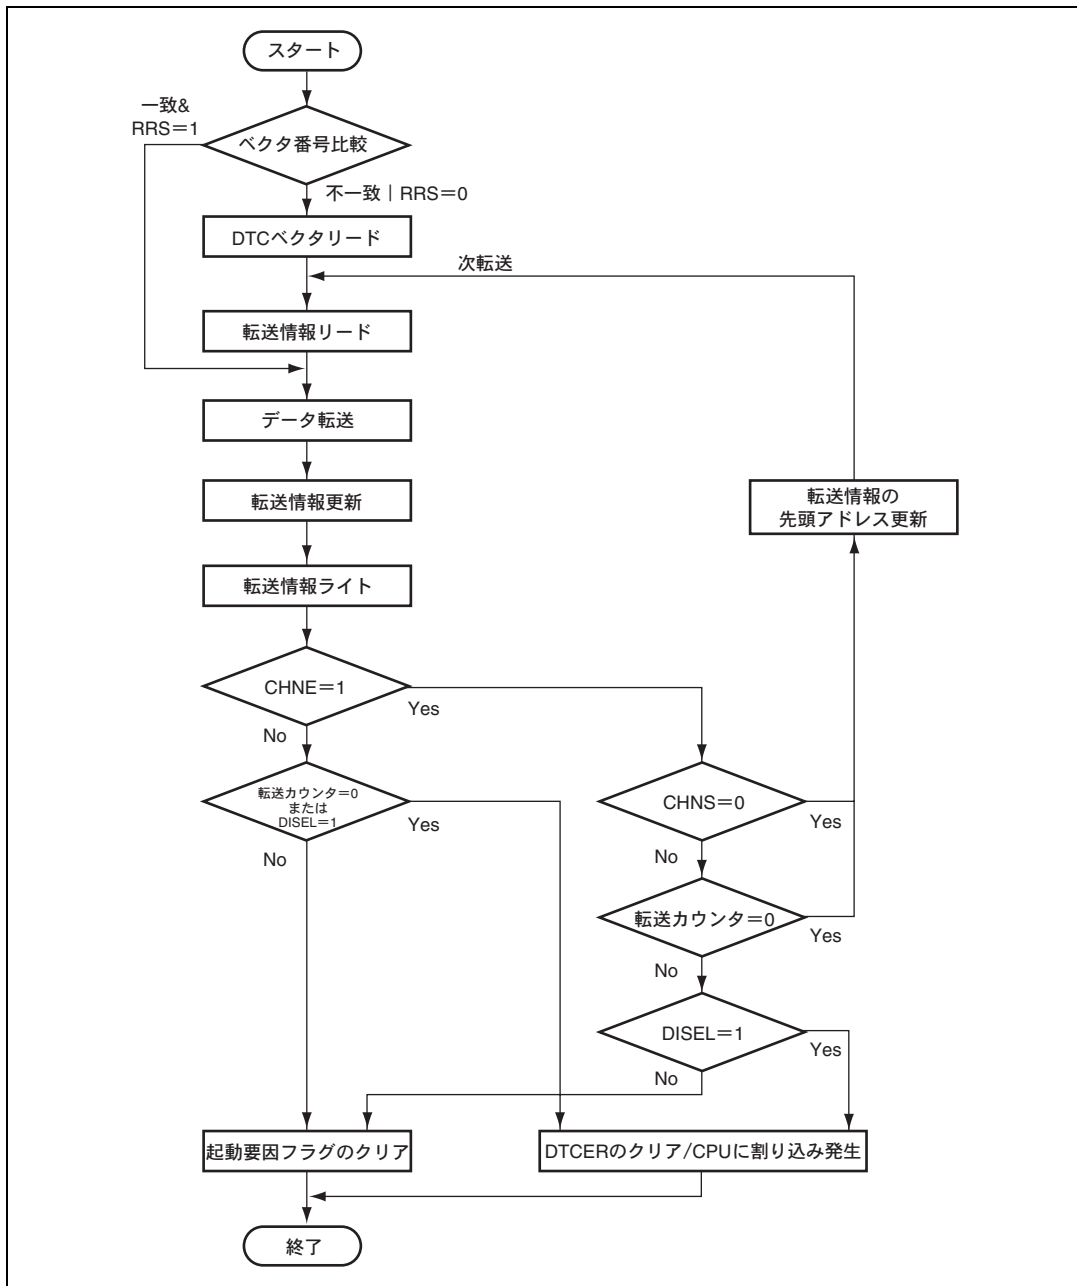 スタート
一致&
RRS=1
ベクタ番号比較
不一致｜RRS=0
DTCベクタリード
次転送
転送情報リード
データ転送
転送情報更新
転送情報の
先頭アドレス更新
転送情報ライト
CHNE=1
Yes
No
転送カウンタ=0
または
DISEL=1
Yes
No
CHNS=0
Yes
No
転送カウンタ=0
Yes
No
DISEL=1
Yes
No
起動要因フラグのクリア
DTCERのクリア/CPUに割り込み発生
終了